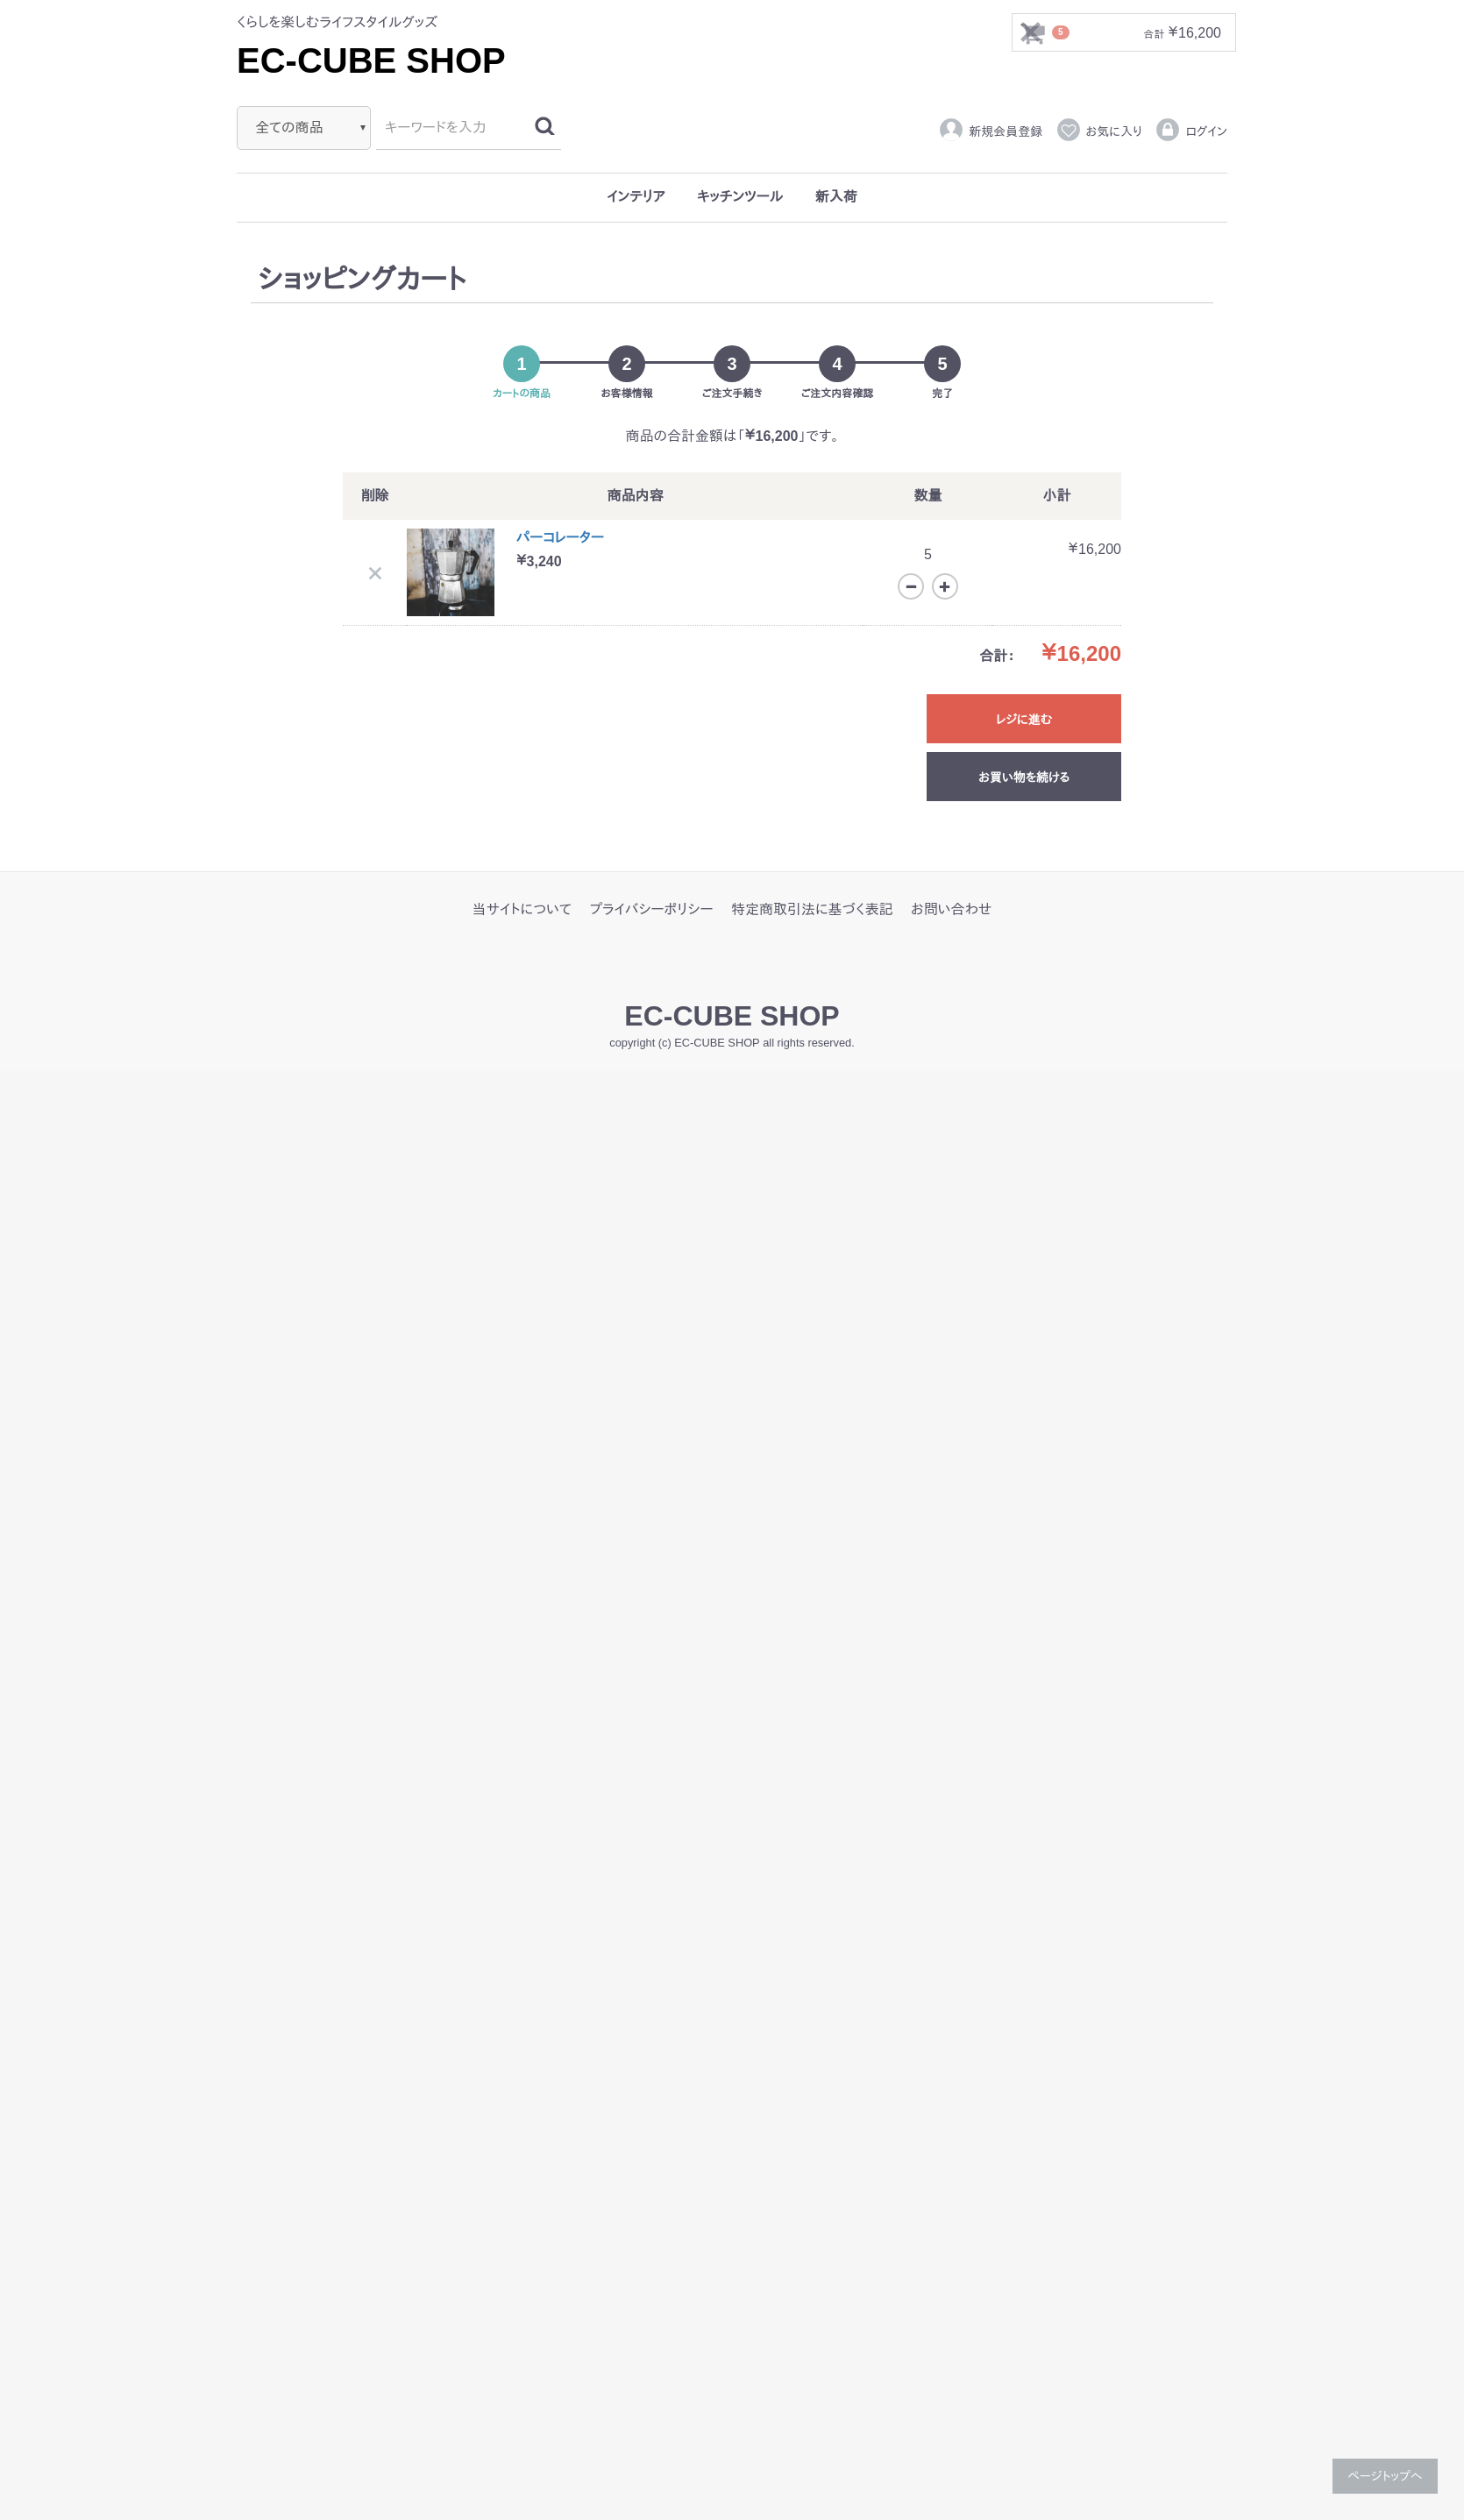 くらしを楽しむライフスタイルグッズ
5 合計 ¥16,200
EC-CUBE SHOP
全ての商品 キーワードを入力
新規会員登録 お気に入り ログイン
インテリア キッチンツール 新入荷
ショッピングカート
1 2 3 4 5
カートの商品 お客様情報 ご注文手続き ご注文内容確認 完了
商品の合計金額は「¥16,200」です。
削除 商品内容 数量 小計
パーコレーター
¥3,240
5
¥16,200
合計： ¥16,200
レジに進む
お買い物を続ける
当サイトについて プライバシーポリシー 特定商取引法に基づく表記 お問い合わせ
EC-CUBE SHOP
copyright (c) EC-CUBE SHOP all rights reserved.
ページトップへ